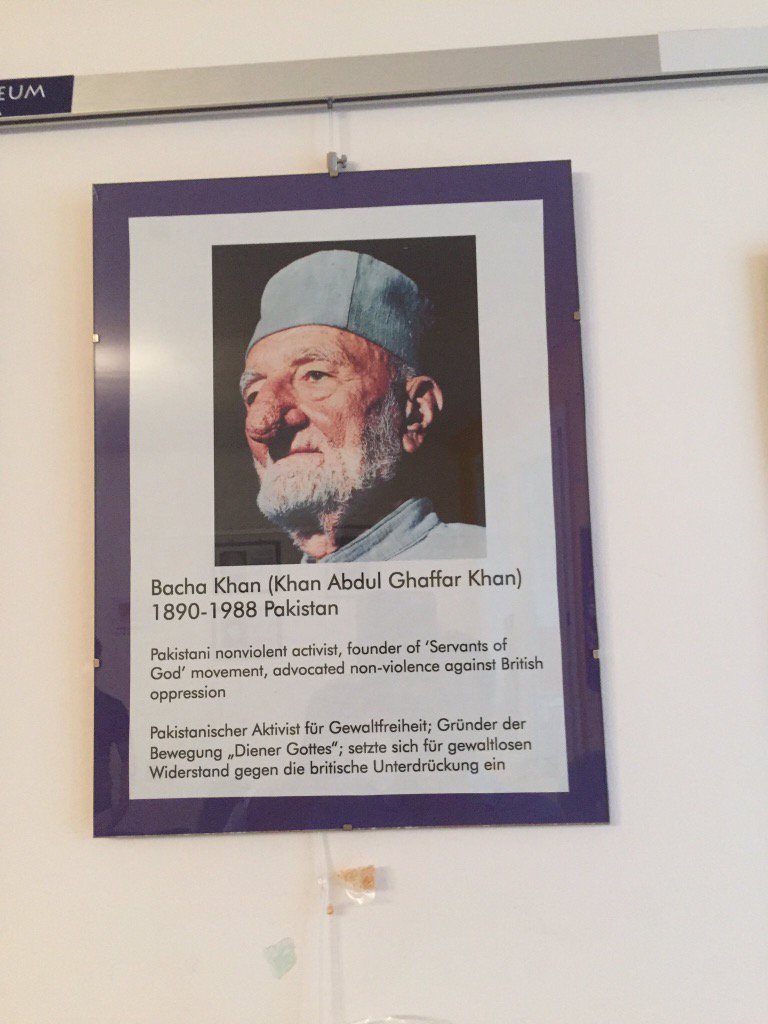 EUM
Bacha Khan (Khan Abdul Ghaffar Khan)
1890-1988 Pakistan
Pakistani nonviolent activist, founder of ‘Servants of
God’ movement, advocated non-violence against British
oppression
Pakistanischer Aktivist für Gewaltfreiheit; Gründer der
Bewegung „Diener Gottes“; setzte sich für gewaltlosen
Widerstand gegen die britische Unterdrückung ein